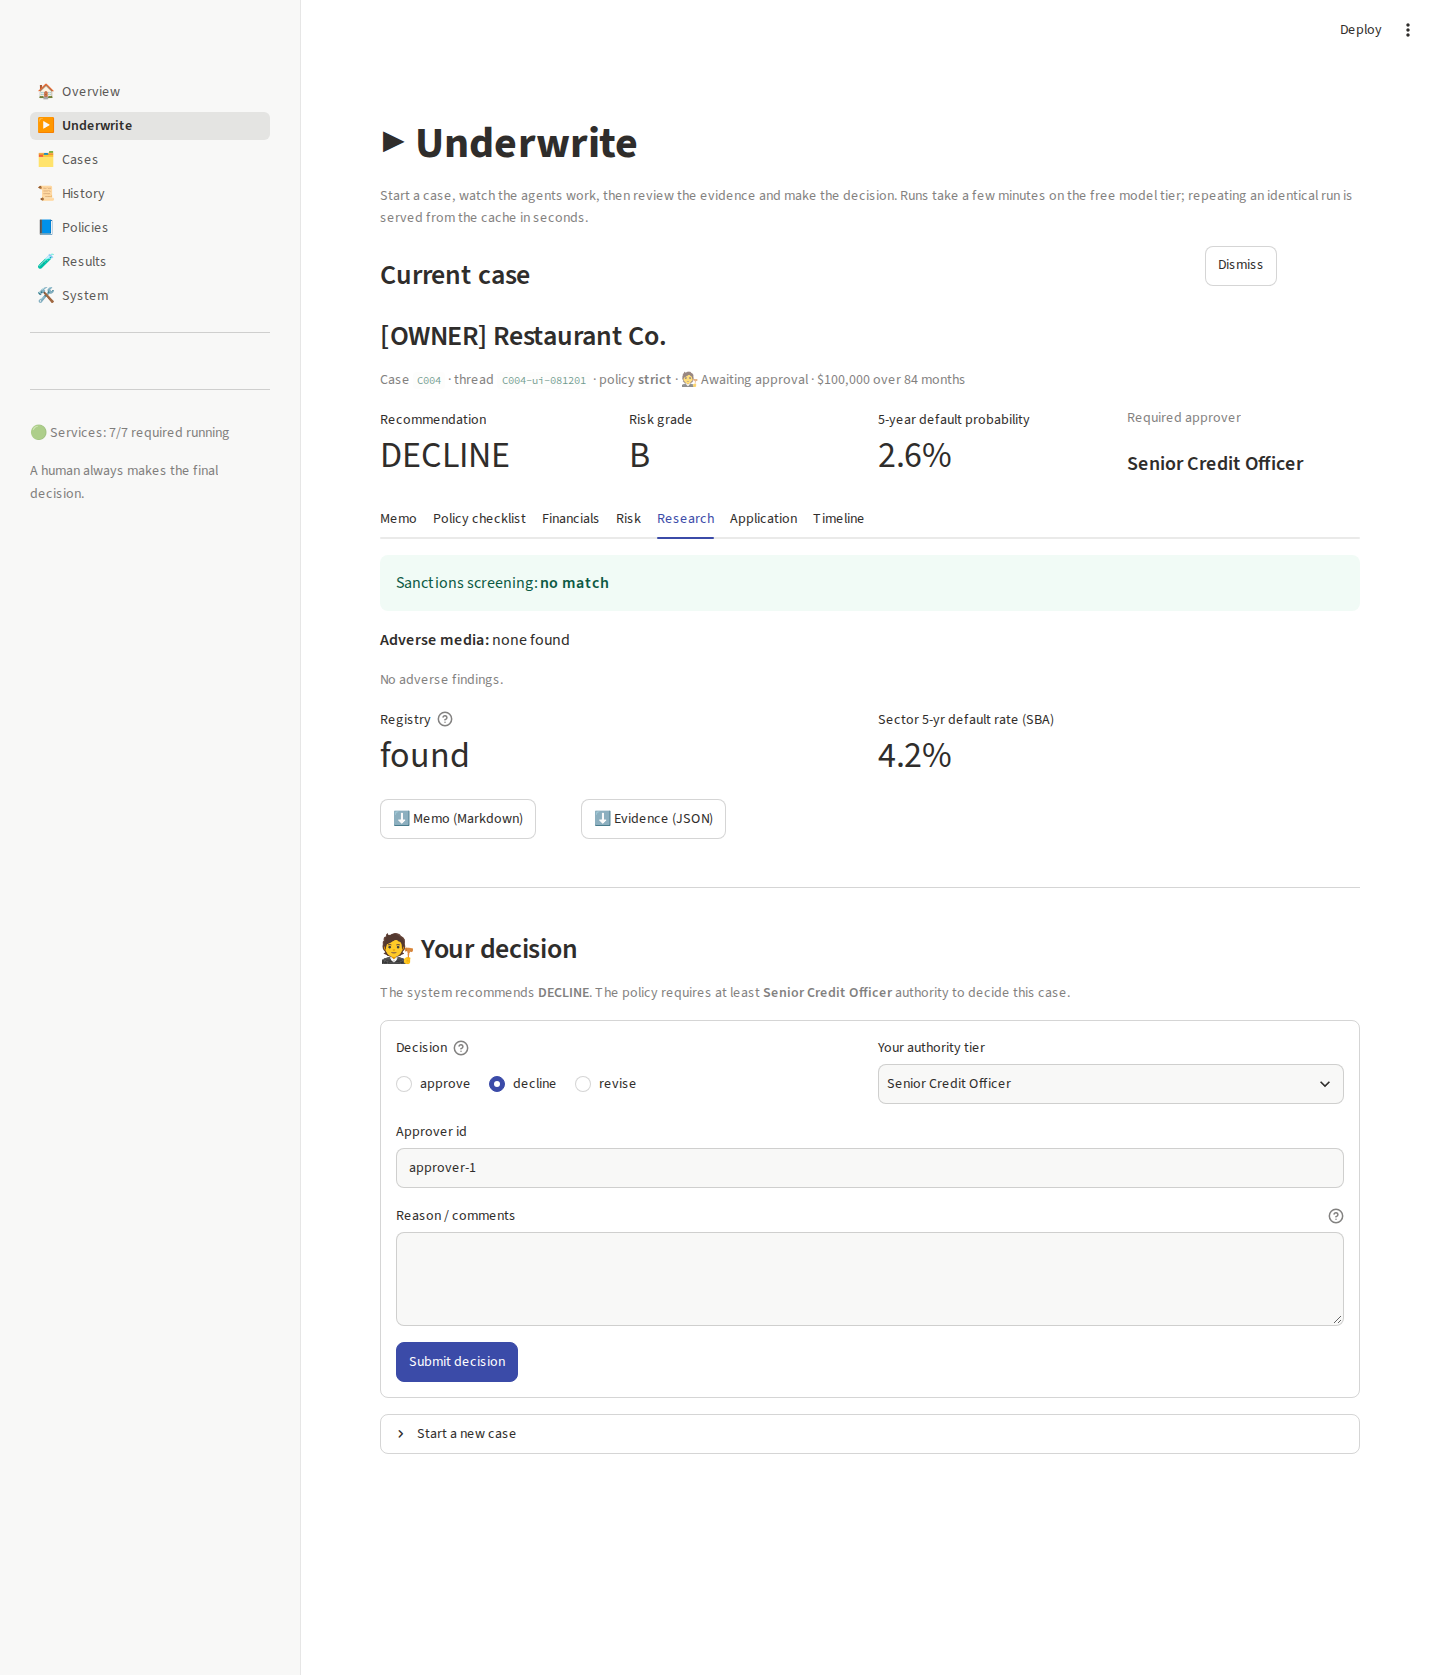 Deploy
Overview
Underwrite
Cases
History
Policies
Results
System
Services: 7/7 required running
A human always makes the final
decision.
Underwrite
Start a case, watch the agents work, then review the evidence and make the decision. Runs take a few minutes on the free model tier; repeating an identical run is
served from the cache in seconds.
Current case
Dismiss
[OWNER] Restaurant Co.
Case C004 · thread C004-ui-081201 · policy strict · Awaiting approval · $100,000 over 84 months
Recommendation
DECLINE
Risk grade
B
5-year default probability
2.6%
Required approver
Senior Credit Officer
Memo Policy checklist Financials Risk Research Application Timeline
Sanctions screening: no match
Adverse media: none found
No adverse findings.
Registry
found
Sector 5-yr default rate (SBA)
4.2%
Memo (Markdown)
Evidence (JSON)
Your decision
The system recommends DECLINE. The policy requires at least Senior Credit Officer authority to decide this case.
Decision
approve decline revise
Your authority tier
Senior Credit Officer
Approver id
approver-1
Reason / comments
Submit decision
Start a new case